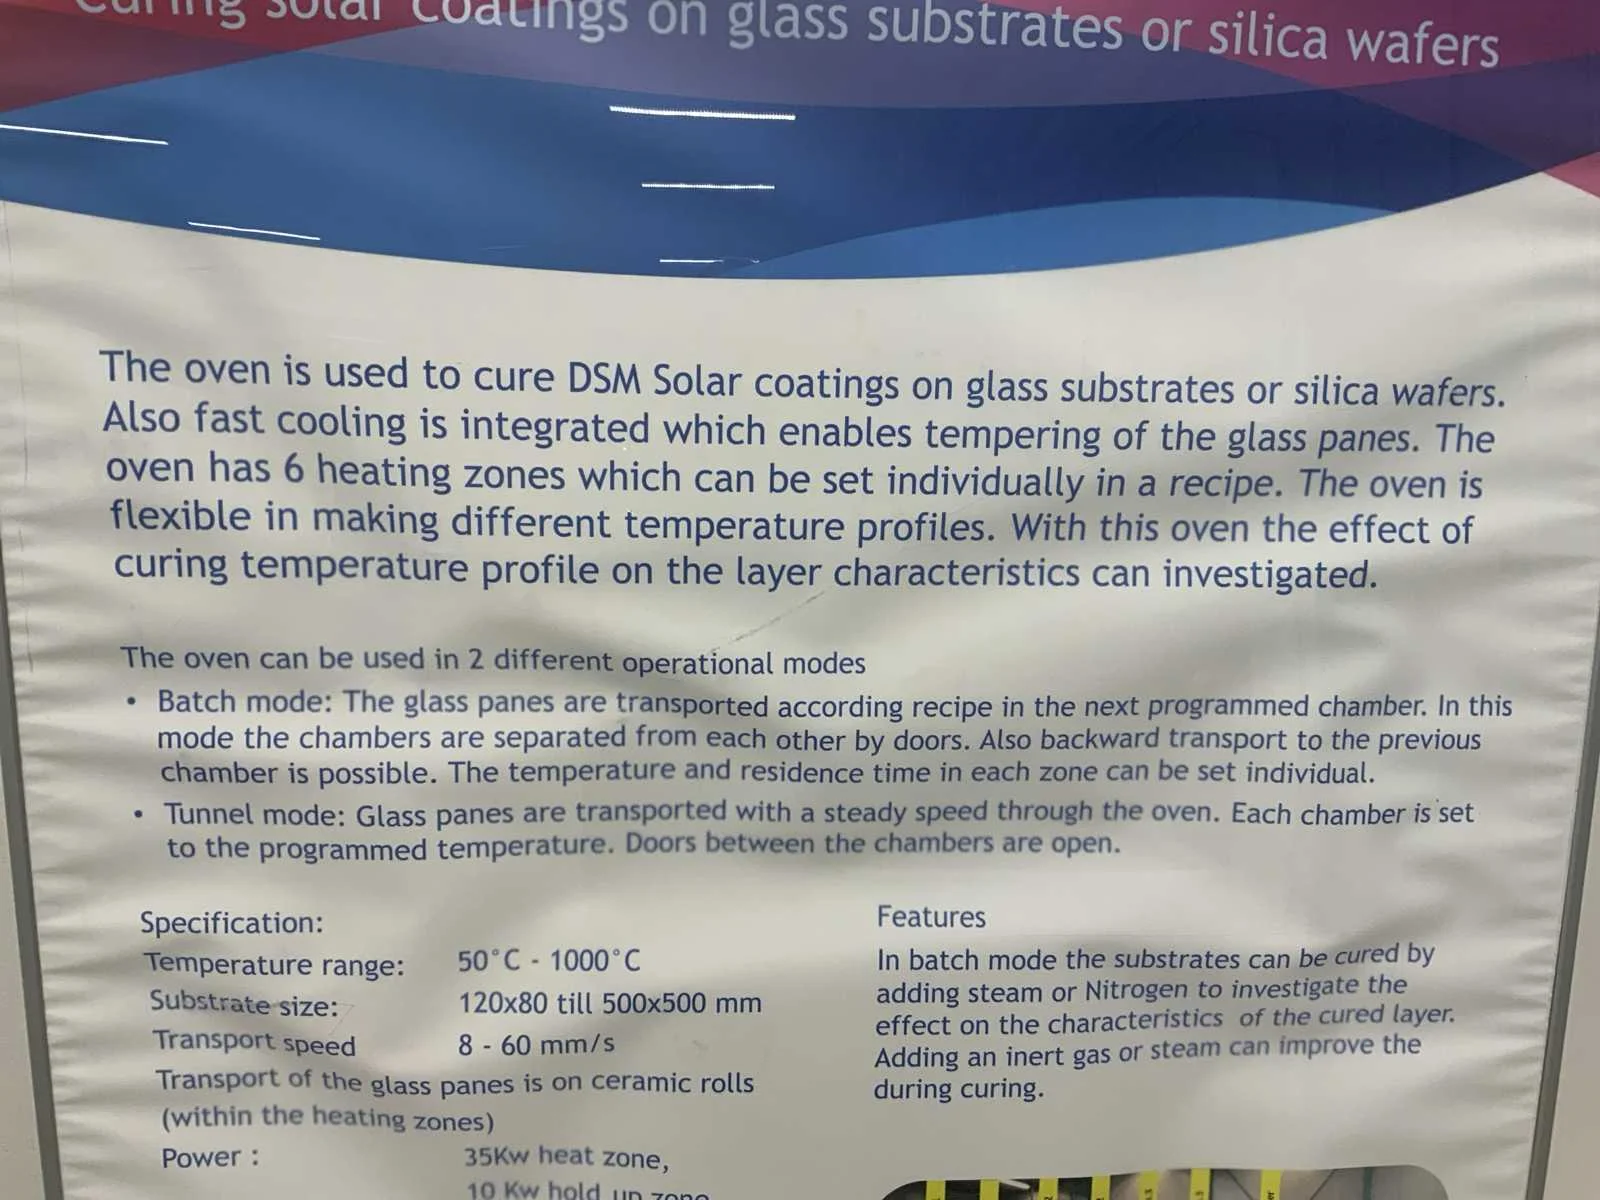 Curing solar coatings on glass substrates or silica wafers
The oven is used to cure DSM Solar coatings on glass substrates or silica wafers.
Also fast cooling is integrated which enables tempering of the glass panes. The
oven has 6 heating zones which can be set individually in a recipe. The oven is
flexible in making different temperature profiles. With this oven the effect of
curing temperature profile on the layer characteristics can investigated.
The oven can be used in 2 different operational modes
• Batch mode: The glass panes are transported according recipe in the next programmed chamber. In this
mode the chambers are separated from each other by doors. Also backward transport to the previous
chamber is possible. The temperature and residence time in each zone can be set individual.
• Tunnel mode: Glass panes are transported with a steady speed through the oven. Each chamber is set
to the programmed temperature. Doors between the chambers are open.
Specification:
Temperature range: 50°C - 1000°C
Substrate size: 120x80 till 500x500 mm
Transport speed 8 - 60 mm/s
Transport of the glass panes is on ceramic rolls
(within the heating zones)
Power : 35Kw heat zone,
10 Kw hold up zone
Features
In batch mode the substrates can be cured by
adding steam or Nitrogen to investigate the
effect on the characteristics of the cured layer.
Adding an inert gas or steam can improve the
during curing.